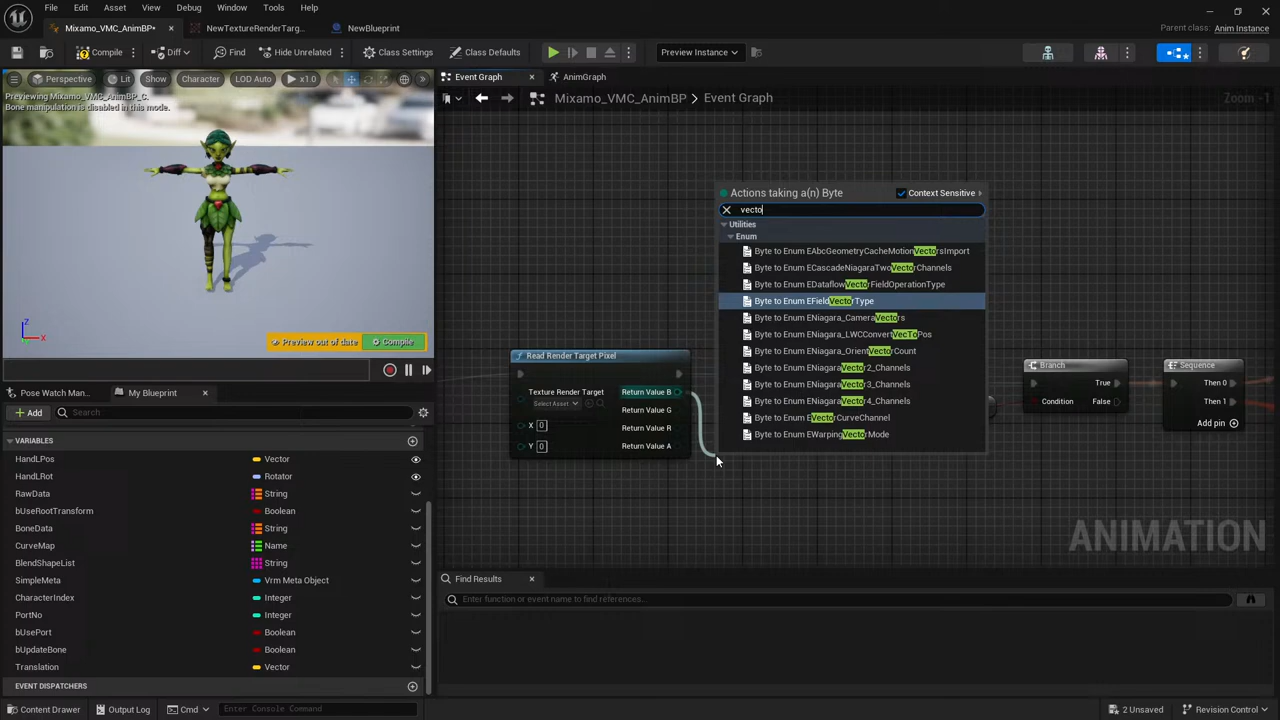 File Edit Asset View Debug Window Tools Help
Mixamo_VMC_AnimBP• NewTextureRenderTarg... NewBlueprint Parent class: Anim Instance
Compile Diff Find Hide Unrelated Class Settings Class Defaults Preview Instance
Perspective Lit Show Character LOD Auto x1.0 Event Graph AnimGraph
Previewing Mixamo_VMC_AnimBP_C.
Bone manipulation is disabled in this mode.
Mixamo_VMC_AnimBP > Event Graph Zoom -1
Actions taking a(n) Byte Context Sensitive
vecto
Utilities
Enum
Byte to Enum EAbcGeometryCacheMotionVectorsImport
Byte to Enum ECascadeNiagaraTwoVectorChannels
Byte to Enum EDataflowVectorFieldOperationType
Byte to Enum EFieldVectorType
Byte to Enum ENiagara_CameraVectors
Byte to Enum ENiagara_LWCConvertVecToPos
Byte to Enum ENiagara_OrientVectorCount
Byte to Enum ENiagaraVector2_Channels
Byte to Enum ENiagaraVector3_Channels
Byte to Enum ENiagaraVector4_Channels
Byte to Enum EVectorCurveChannel
Byte to Enum EWarpingVectorMode
Z
X
Preview out of date Compile
Read Render Target Pixel
Texture Render Target Return Value B
Select Asset
Return Value G
X 0 Return Value R
Y 0 Return Value A
Branch
True
Condition False
Sequence
Then 0
Then 1
Add pin
ANIMATION
Pose Watch Man... My Blueprint
Add Search
VARIABLES
HandLPos Vector
HandLRot Rotator
RawData String
bUseRootTransform Boolean
BoneData String
CurveMap Name
BlendShapeList String
SimpleMeta Vrm Meta Object
CharacterIndex Integer
PortNo Integer
bUsePort Boolean
bUpdateBone Boolean
Translation Vector
EVENT DISPATCHERS
Find Results
Enter function or event name to find references...
Content Drawer Output Log Cmd Enter Console Command 2 Unsaved Revision Control